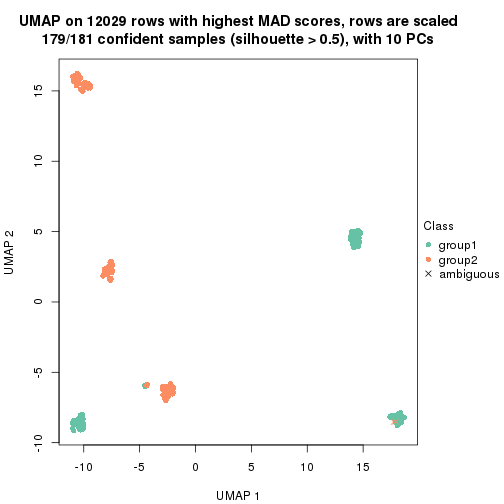 UMAP on 12029 rows with highest MAD scores, rows are scaled
179/181 confident samples (silhouette > 0.5), with 10 PCs
15
10
5
0
-5
-10
UMAP 2
Class
group1
group2
ambiguous
-10
-5
0
5
10
15
UMAP 1